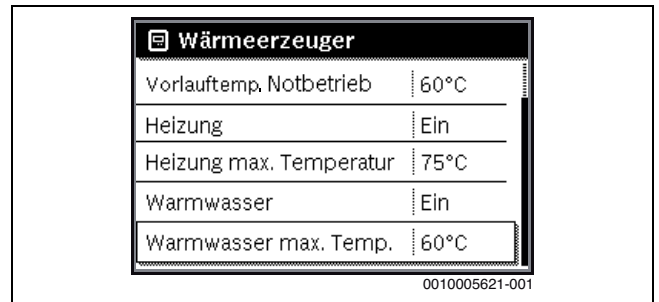 Wärmeerzeuger
Vorlauftemp. Notbetrieb 60°C
Heizung Ein
Heizung max. Temperatur 75°C
Warmwasser Ein
Warmwasser max. Temp. 60°C
0010005621-001